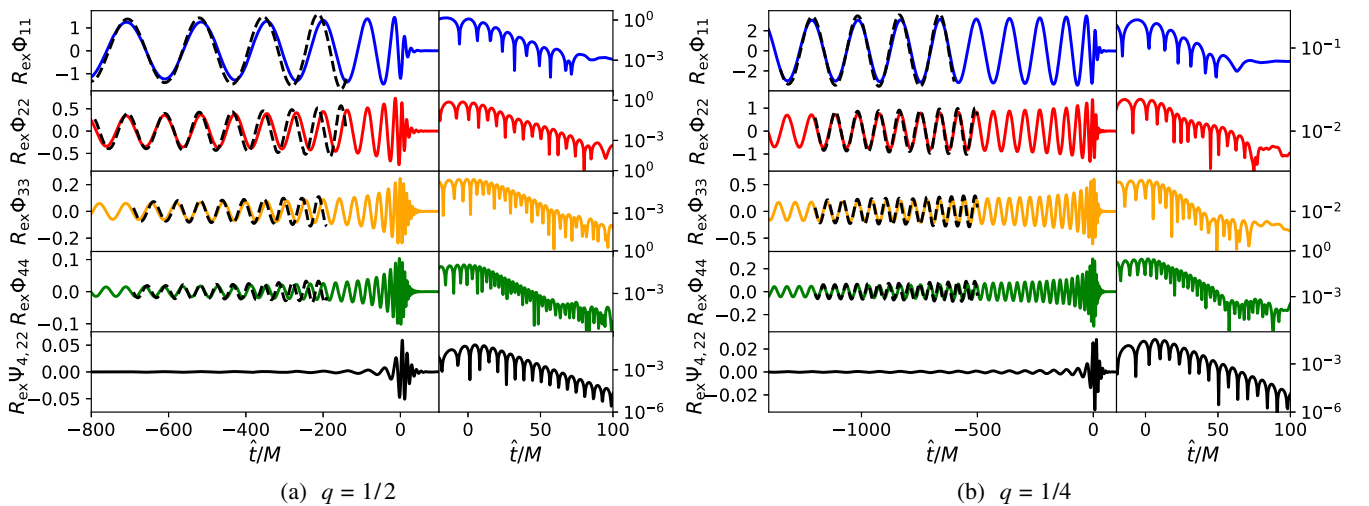 R_ex Φ_11
1
0
−1
10^0
10^−3
R_ex Φ_22
0.5
0.0
−0.5
10^0
10^−3
R_ex Φ_33
0.2
0.0
−0.2
10^0
10^−3
R_ex Φ_44
0.1
0.0
−0.1
10^0
10^−3
R_ex Ψ_4,22
0.05
0.00
−0.05
10^−3
10^−6
−800 −600 −400 −200 0 0 50 100
t̂/M t̂/M
(a) q = 1/2
R_ex Φ_11
2
0
−2
10^−1
R_ex Φ_22
1
0
−1
10^−2
R_ex Φ_33
0.5
0.0
−0.5
10^−2
10^0
R_ex Φ_44
0.2
0.0
−0.2
10^−3
R_ex Ψ_4,22
0.02
0.00
−0.02
10^−3
10^−6
−1000 −500 0 0 50 100
t̂/M t̂/M
(b) q = 1/4